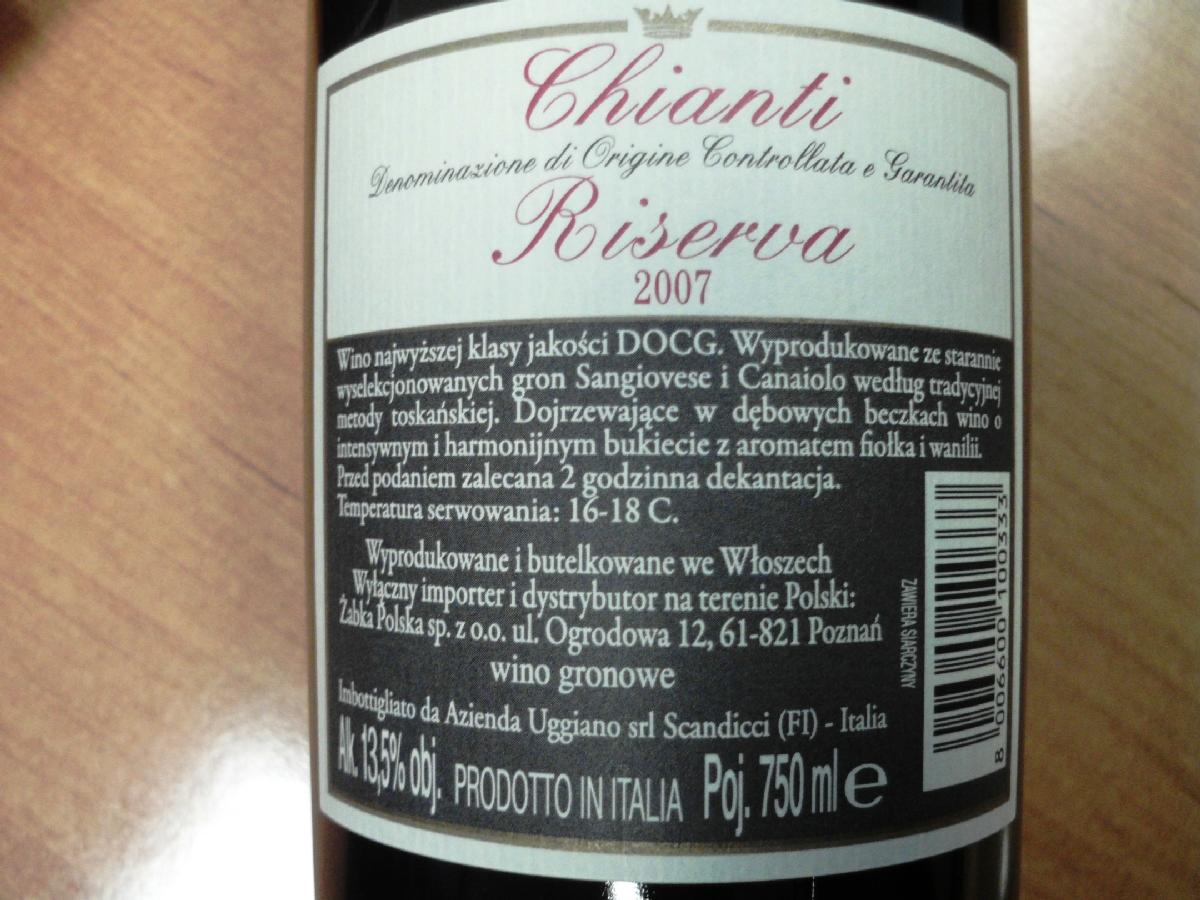 Chianti
Denominazione di Origine Controllata e Garantita
Riserva
2007
Wino najwyższej klasy jakości DOCG. Wyprodukowane ze starannie
wyselekcjonowanych gron Sangiovese i Canaiolo według tradycyjnej
metody toskańskiej. Dojrzewające w dębowych beczkach wino o
intensywnym i harmonijnym bukiecie z aromatem fiołka i wanilii.
Przed podaniem zalecana 2 godzinna dekantacja.
Temperatura serwowania: 16-18 C.
Wyprodukowane i butelkowane we Włoszech
Wyłączny importer i dystrybutor na terenie Polski:
Żabka Polska sp. z o.o. ul. Ogrodowa 12, 61-821 Poznań
wino gronowe
Imbottigliato da Azienda Uggiano srl Scandicci (FI) - Italia
Alk. 13,5% obj. PRODOTTO IN ITALIA Poj. 750 ml e
ZAWIERA SIARCZYNY
8 006600 100333